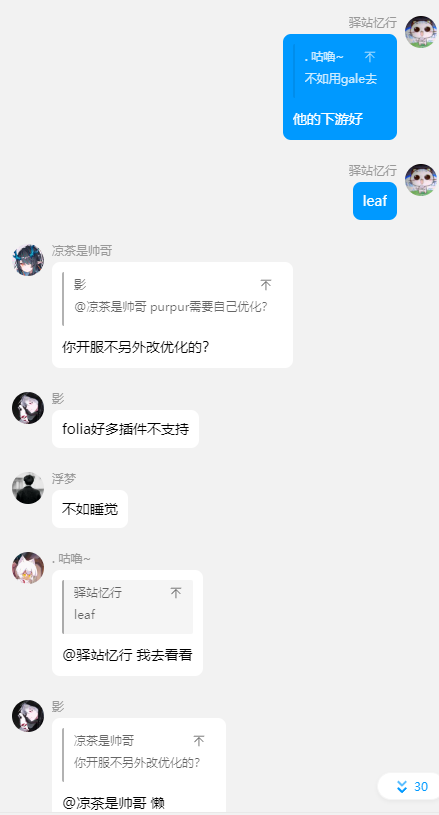 驿站忆行
. 咕噜~
不如用gale去
他的下游好
驿站忆行
leaf
凉茶是帅哥
影
@凉茶是帅哥 purpur需要自己优化?
你开服不另外改优化的?
影
folia好多插件不支持
浮梦
不如睡觉
. 咕噜~
驿站忆行
leaf
@驿站忆行 我去看看
影
凉茶是帅哥
你开服不另外改优化的?
@凉茶是帅哥 懒
30